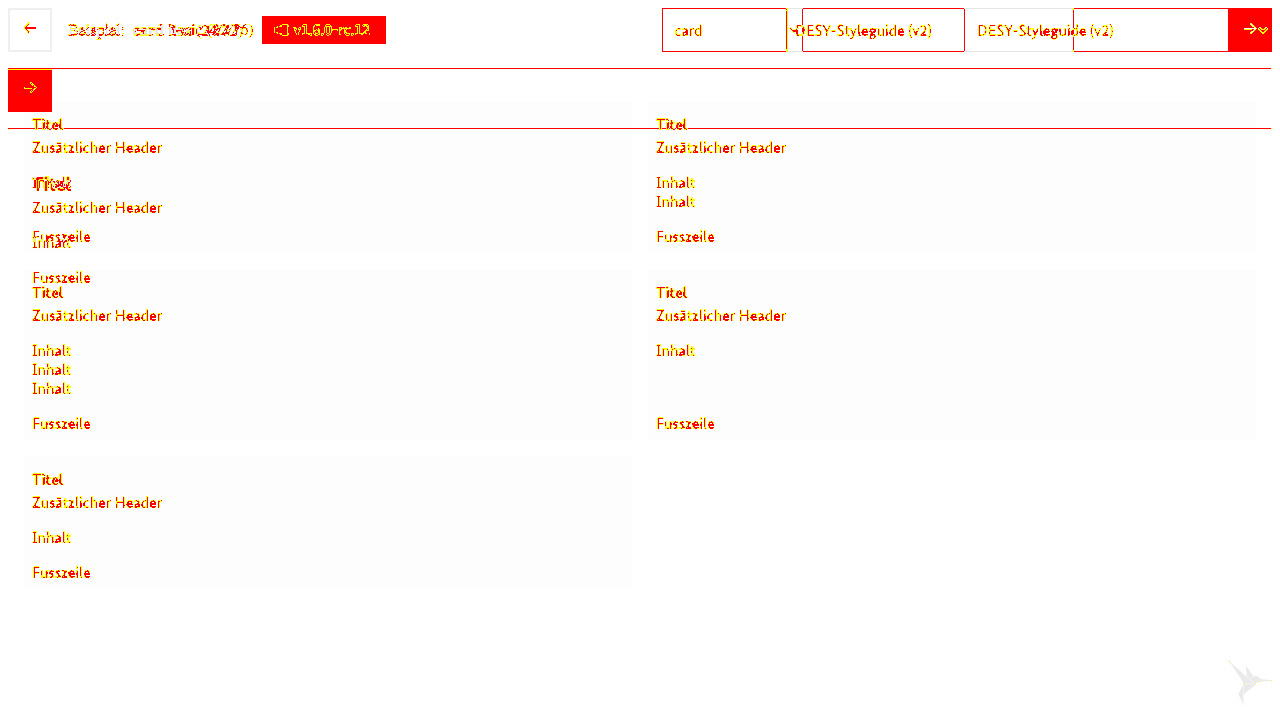 Beispiel: card
v1.6.0-rc.12
card
DESY-Styleguide (v2)
DESY-Styleguide (v2)
Titel
Zusätzlicher Header
Titel
Zusätzlicher Header
Inhalt
Fusszeile
Inhalt
Fusszeile
Titel
Zusätzlicher Header
Inhalt
Inhalt
Fusszeile
Titel
Zusätzlicher Header
Inhalt
Inhalt
Inhalt
Fusszeile
Titel
Zusätzlicher Header
Inhalt
Fusszeile
Titel
Zusätzlicher Header
Inhalt
Fusszeile